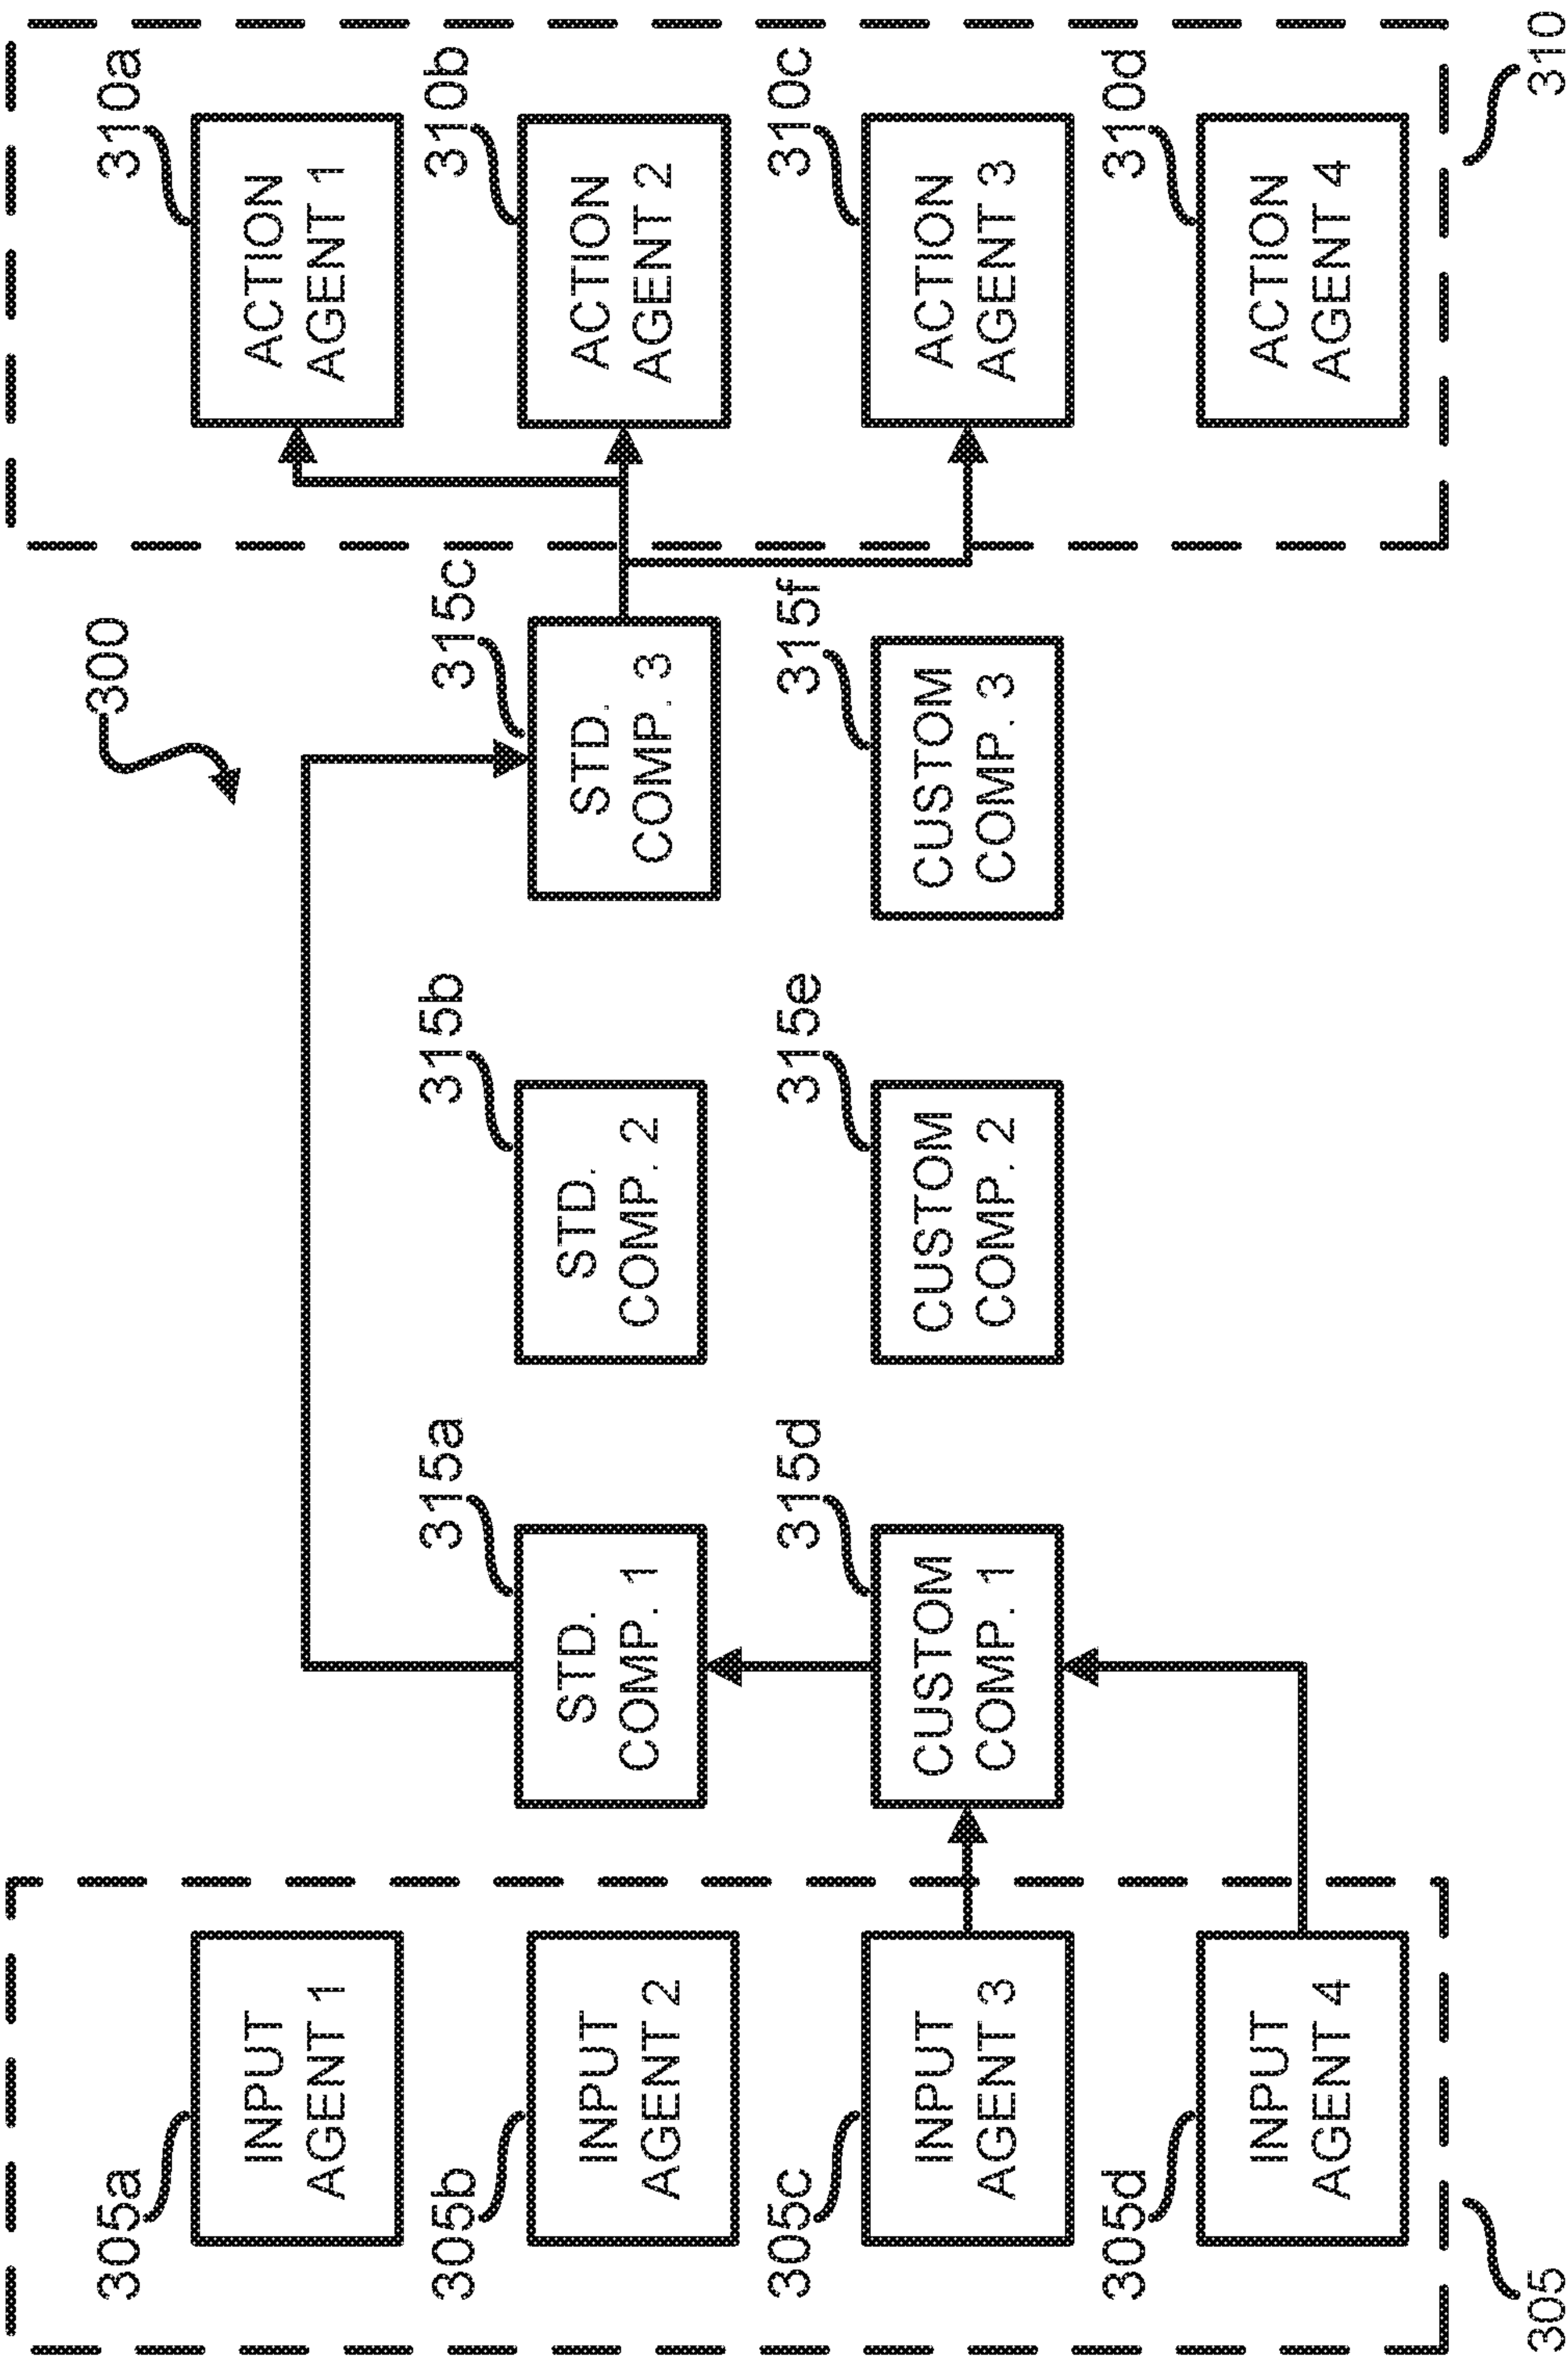 300
305a
INPUT
AGENT 1
305b
INPUT
AGENT 2
305c
INPUT
AGENT 3
305d
INPUT
AGENT 4
305
315a
STD.
COMP. 1
315d
CUSTOM
COMP. 1
315b
STD.
COMP. 2
315e
CUSTOM
COMP. 2
315c
STD.
COMP. 3
315f
CUSTOM
COMP. 3
310a
ACTION
AGENT 1
310b
ACTION
AGENT 2
310c
ACTION
AGENT 3
310d
ACTION
AGENT 4
310